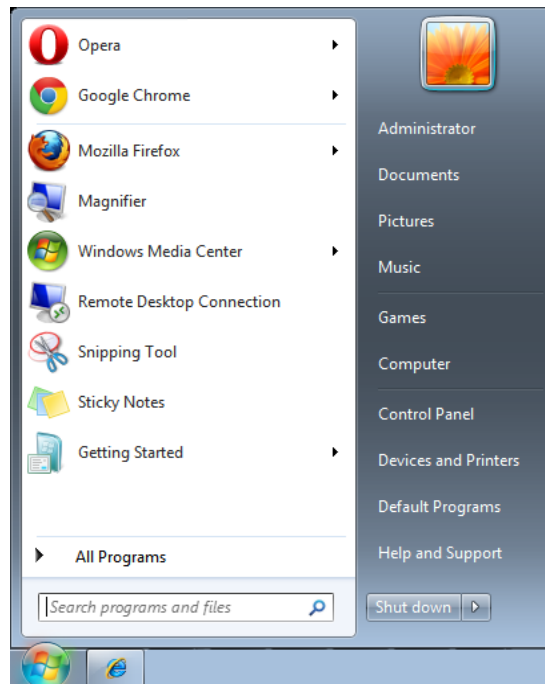 Opera
Google Chrome
Mozilla Firefox
Magnifier
Windows Media Center
Remote Desktop Connection
Snipping Tool
Sticky Notes
Getting Started
All Programs
Search programs and files
Administrator
Documents
Pictures
Music
Games
Computer
Control Panel
Devices and Printers
Default Programs
Help and Support
Shut down